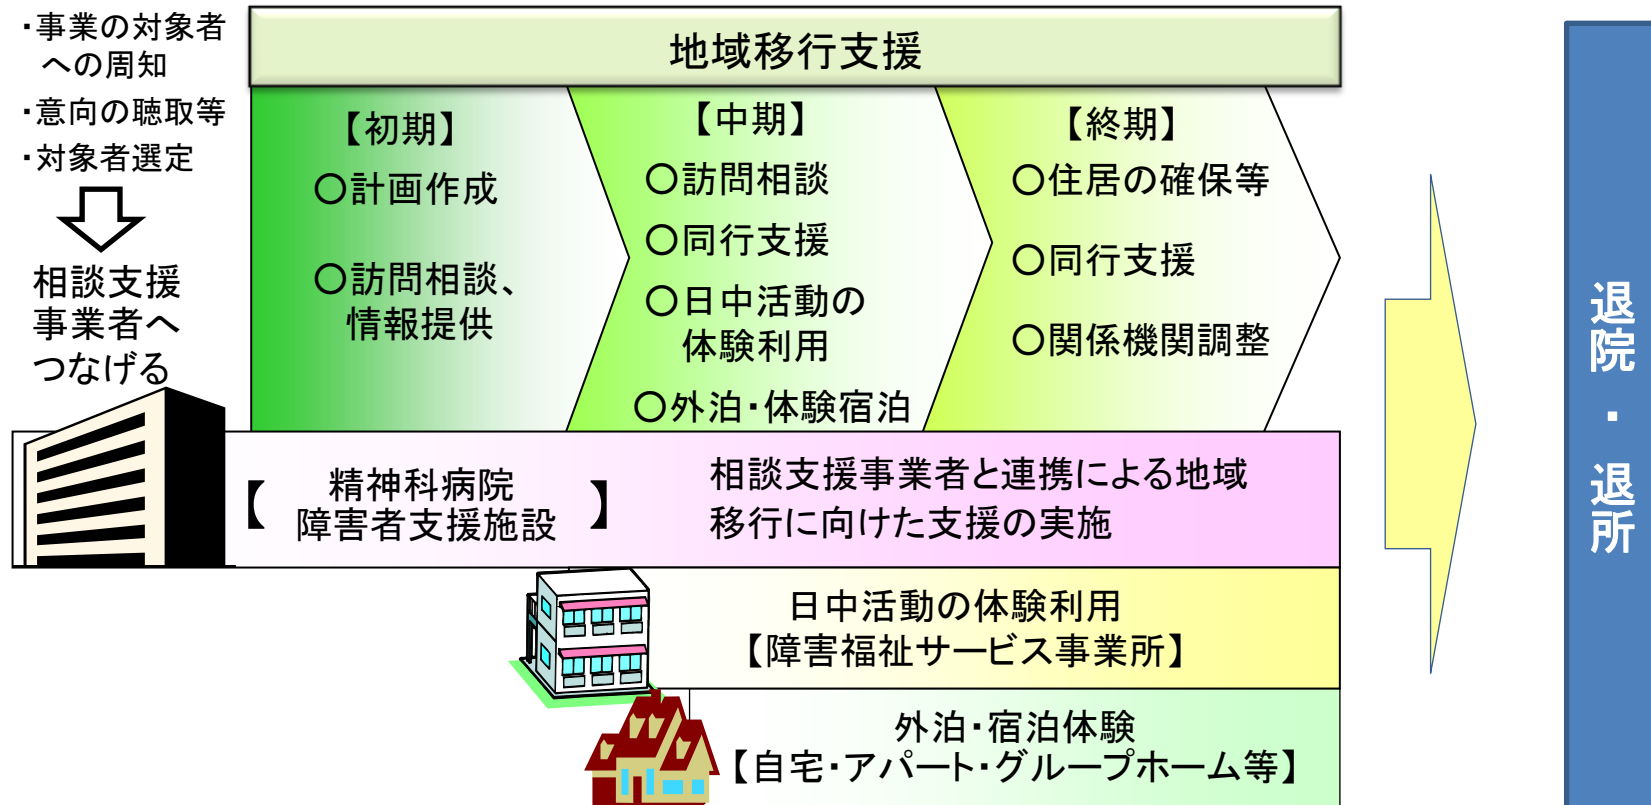 ・事業の対象者
への周知
・意向の聴取等
・対象者選定
相談支援
事業者へ
つなげる
地域移行支援
【初期】
〇計画作成
〇訪問相談、
情報提供
【中期】
〇訪問相談
〇同行支援
〇日中活動の
体験利用
〇外泊・体験宿泊
【終期】
〇住居の確保等
〇同行支援
〇関係機関調整
【 精神科病院
障害者支援施設 】
相談支援事業者と連携による地域
移行に向けた支援の実施
日中活動の体験利用
【障害福祉サービス事業所】
外泊・宿泊体験
【自宅・アパート・グループホーム等】
退院・退所